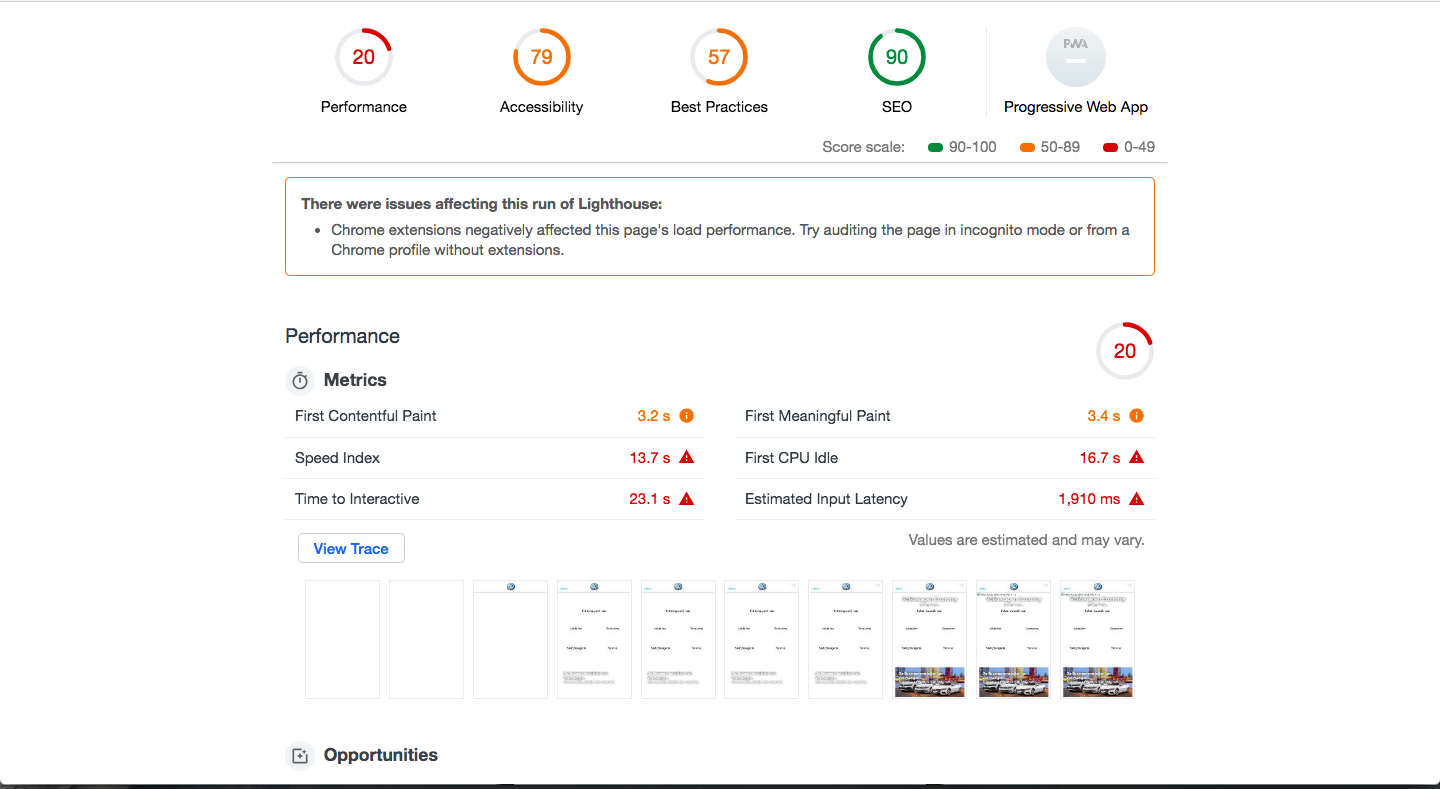 20
79
57
90
PWA
Performance
Accessibility
Best Practices
SEO
Progressive Web App
Score scale: 90-100 50-89 0-49
There were issues affecting this run of Lighthouse:
• Chrome extensions negatively affected this page's load performance. Try auditing the page in incognito mode or from a
Chrome profile without extensions.
Performance
20
Metrics
First Contentful Paint 3.2 s
First Meaningful Paint 3.4 s
Speed Index 13.7 s
First CPU Idle 16.7 s
Time to Interactive 23.1 s
Estimated Input Latency 1,910 ms
View Trace
Values are estimated and may vary.
Opportunities